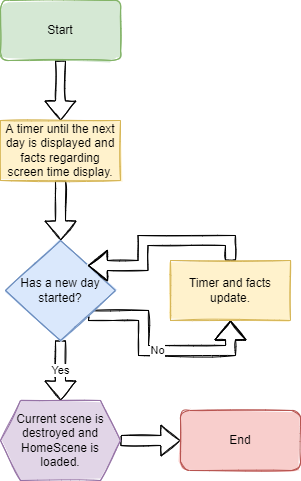 Start
A timer until the next
day is displayed and
facts regarding
screen time display.
Has a new day
started?
Timer and facts
update.
No
Yes
Current scene is
destroyed and
HomeScene is
loaded.
End